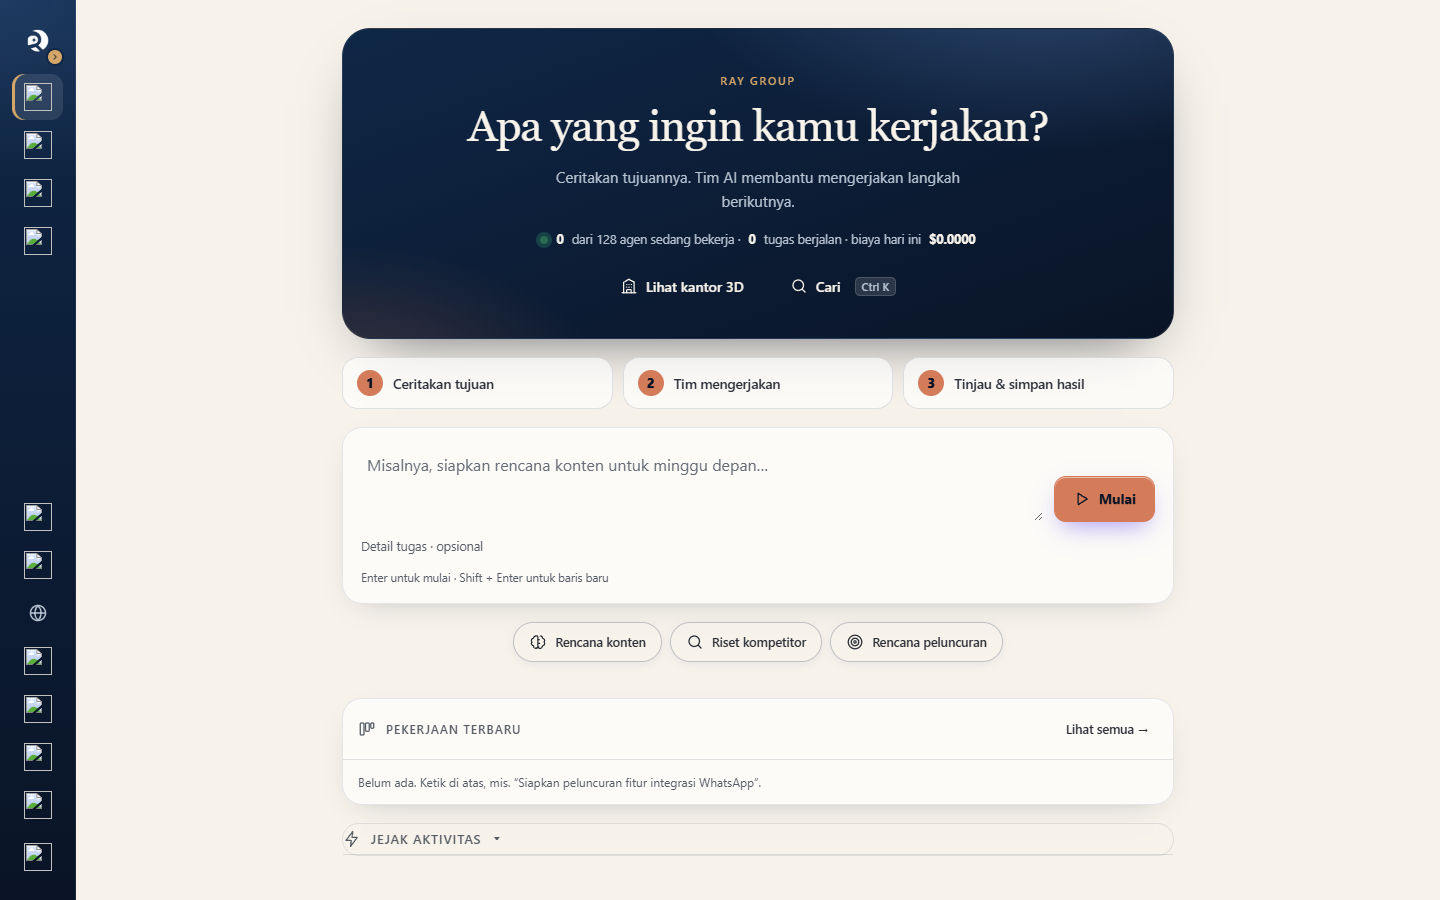 RAY GROUP
Apa yang ingin kamu kerjakan?
Ceritakan tujuannya. Tim AI membantu mengerjakan langkah
berikutnya.
0 dari 128 agen sedang bekerja · 0 tugas berjalan · biaya hari ini $0.0000
Lihat kantor 3D Cari Ctrl K
1 Ceritakan tujuan 2 Tim mengerjakan 3 Tinjau & simpan hasil
Misalnya, siapkan rencana konten untuk minggu depan...
Mulai
Detail tugas · opsional
Enter untuk mulai · Shift + Enter untuk baris baru
Rencana konten Riset kompetitor Rencana peluncuran
PEKERJAAN TERBARU Lihat semua →
Belum ada. Ketik di atas, mis. “Siapkan peluncuran fitur integrasi WhatsApp”.
JEJAK AKTIVITAS